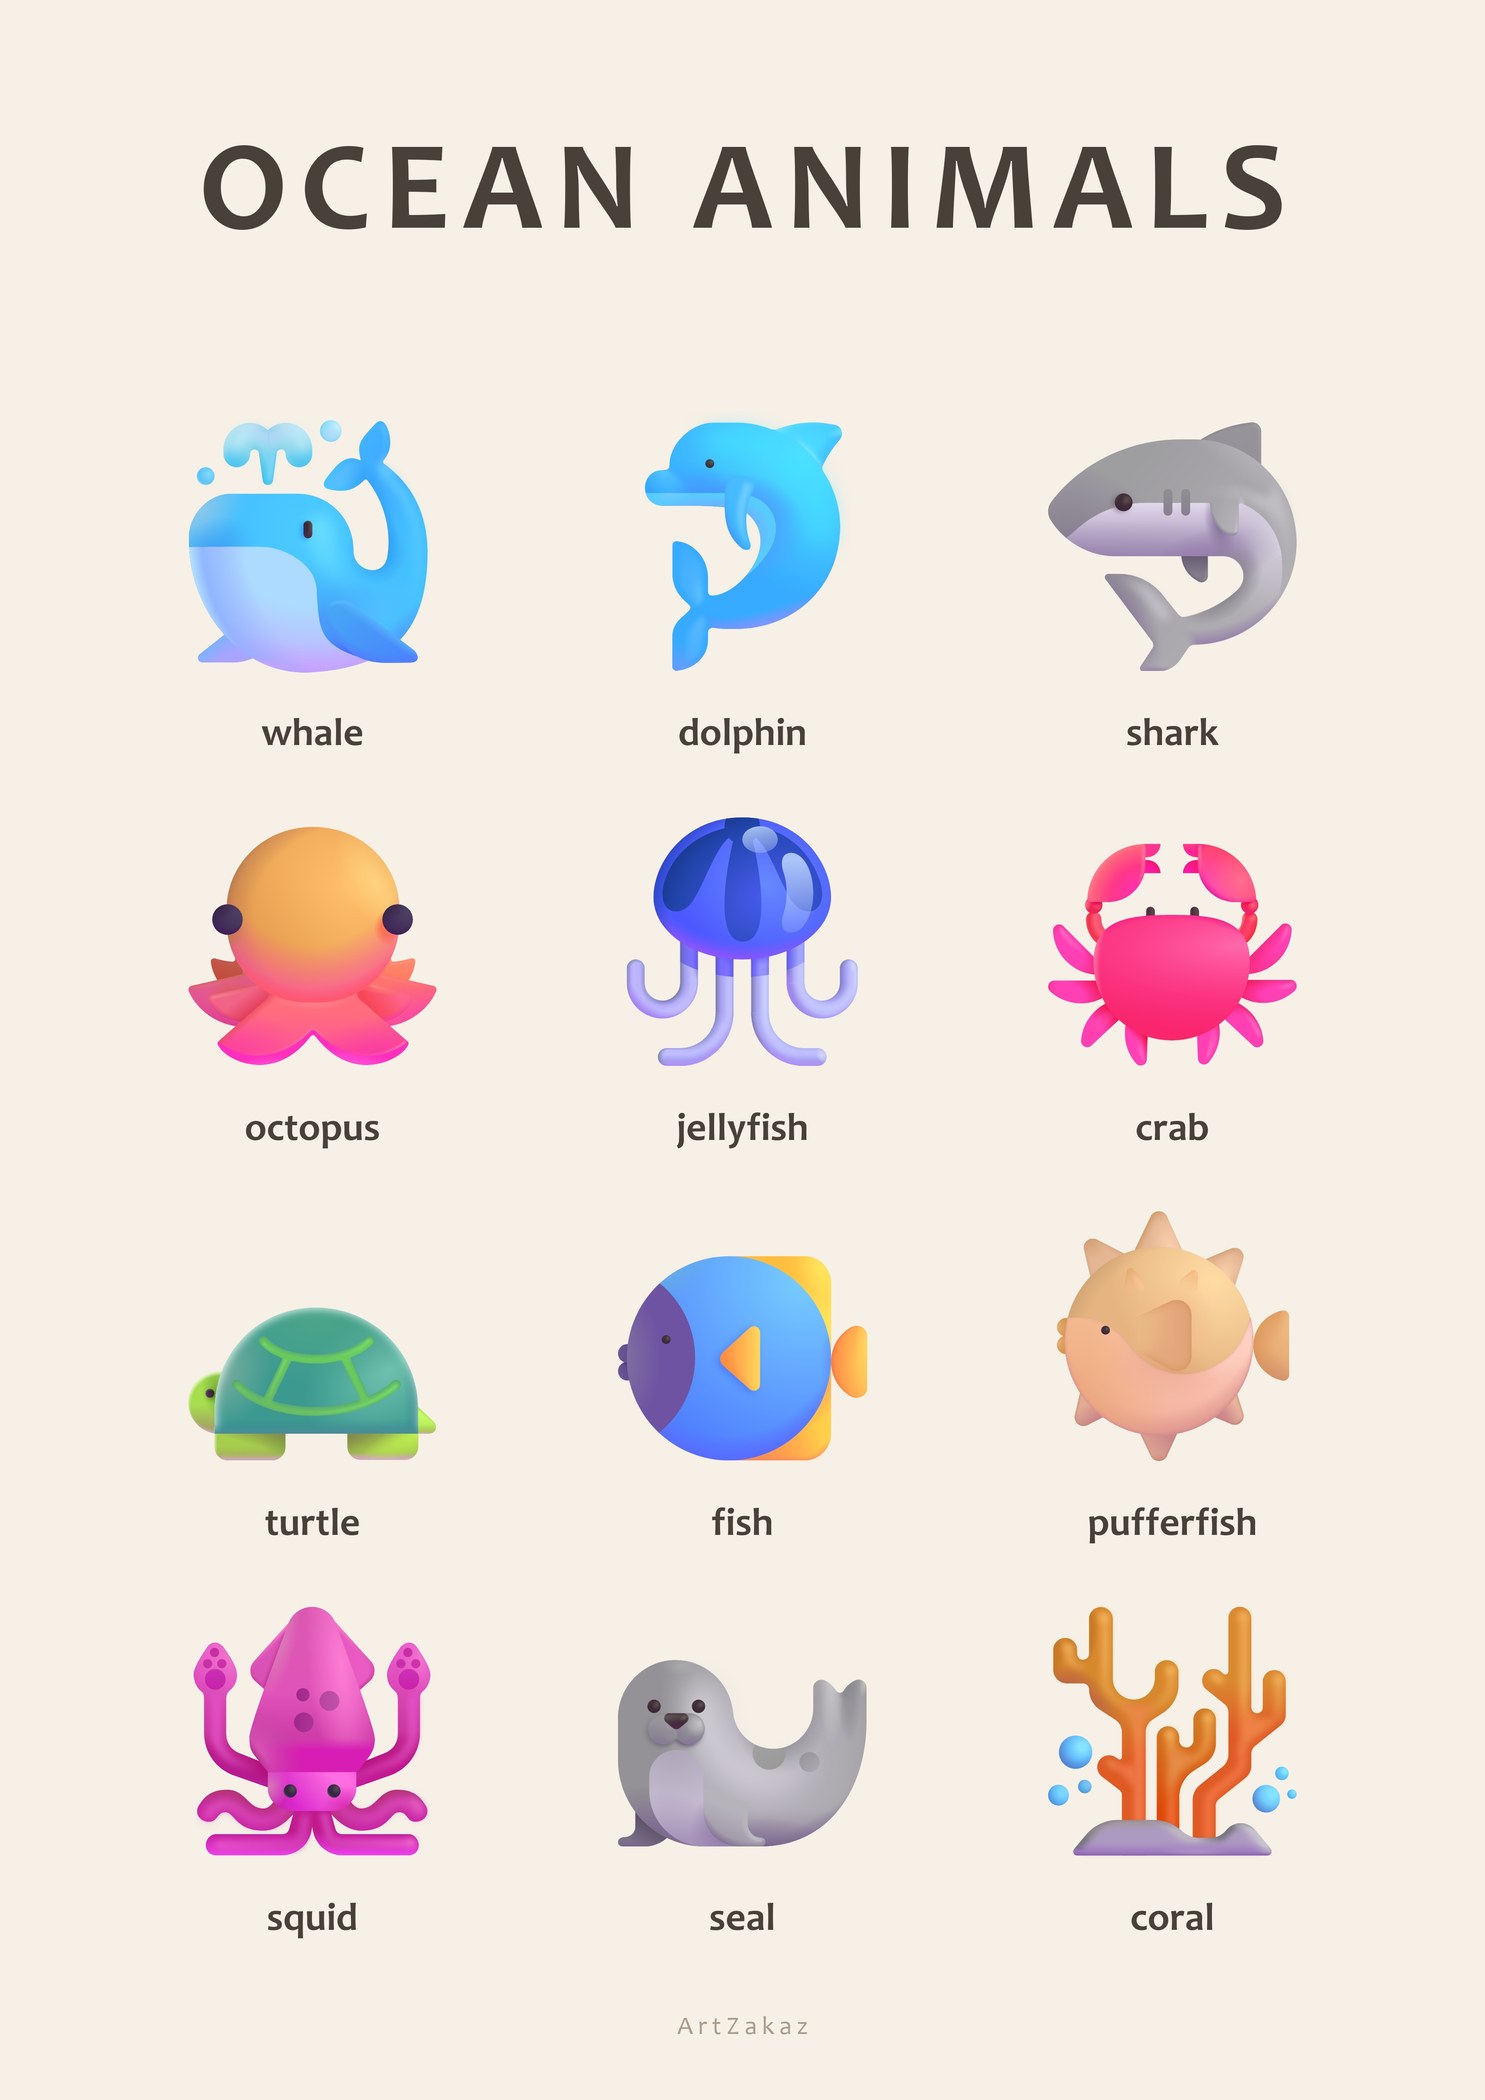 OCEAN ANIMALS
whale dolphin shark
octopus jellyfish crab
turtle fish pufferfish
squid seal coral
ArtZakaz